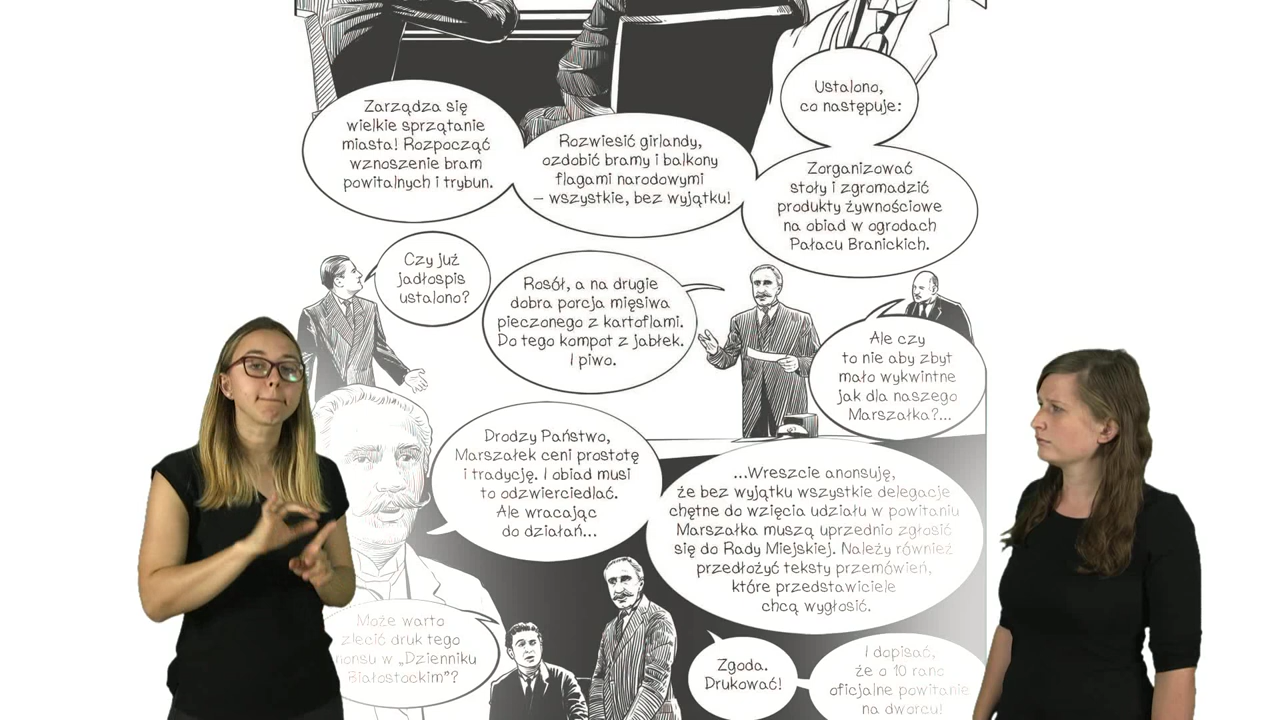 Zarządza się
wielkie sprzątanie
miasta! Rozpocząć
wznoszenie bram
powitalnych i trybun.
Rozwiesić girlandy,
ozdobić bramy i balkony
flagami narodowymi
– wszystkie, bez wyjątku!
Ustalono,
co następuje:
Zorganizować
stoły i zgromadzić
produkty żywnościowe
na obiad w ogrodach
Pałacu Branickich.
Czy już
jadłospis
ustalono?
Rosół, a na drugie
dobra porcja mięsiwa
pieczonego z kartoflami.
Do tego kompot z jabłek.
I piwo.
Ale czy
to nie aby zbyt
mało wykwintne
jak dla naszego
Marszałka?...
Drodzy Państwo,
Marszałek ceni prostotę
i tradycję. I obiad musi
to odzwierciedlać.
Ale wracając
do działań...
...Wreszcie anonsuję,
że bez wyjątku wszystkie delegacje
chętne do wzięcia udziału w powitaniu
Marszałka muszą uprzednio zgłosić
się do Rady Miejskiej. Należy również
przedłożyć teksty przemówień,
które przedstawiciele
chcą wygłosić.
Może warto
zlecić druk tego
nonsu w „Dzienniku
Białostockim"?
Zgoda.
Drukować!
I dopisać,
że o 10 rano
oficjalne powitanie
na dworcu!